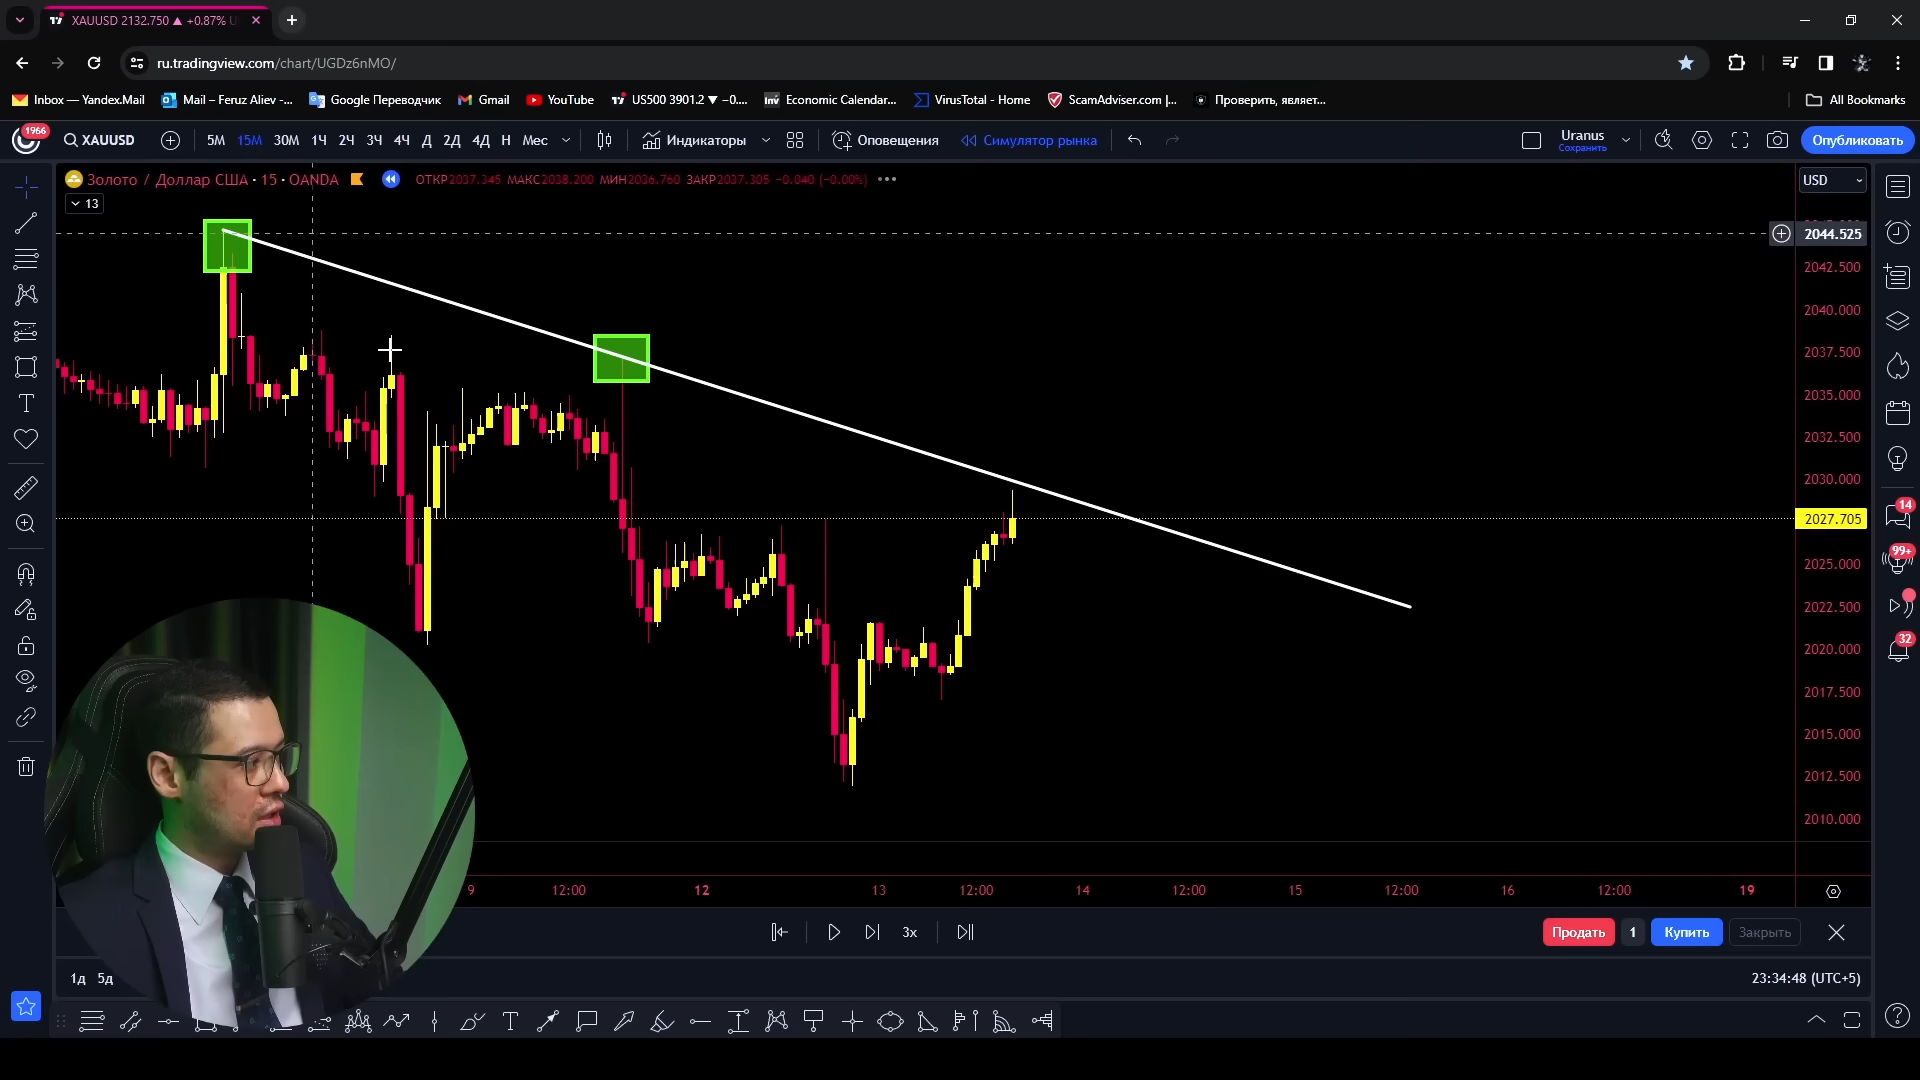 XAUUSD 2132.750 ▲ +0.87% U
ru.tradingview.com/chart/UGDz6nMO/
Inbox — Yandex.Mail
Mail – Feruz Aliev -...
Google Переводчик
Gmail
YouTube
US500 3901.2 ▼ −0....
Inv Economic Calendar...
VirusTotal - Home
ScamAdviser.com |...
Проверить, являет...
All Bookmarks
1966
XAUUSD
5М 15М 30М 1Ч 2Ч 3Ч 4Ч Д 2Д 4Д Н Мес
Индикаторы
Оповещения
Симулятор рынка
Uranus
Сохранить
Опубликовать
Золото / Доллар США · 15 · OANDA
ОТКР2037.345 МАКС2038.200 МИН2036.760 ЗАКР2037.305 −0.040 (−0.00%)
USD
13
2044.525
2042.500
2040.000
2037.500
2035.000
2032.500
2030.000
2027.705
2025.000
2022.500
2020.000
2017.500
2015.000
2012.500
2010.000
14
99+
32
9 12:00 12 13 12:00 14 12:00 15 12:00 16 12:00 19
3x
Продать 1 Купить Закрыть
1д 5д
23:34:48 (UTC+5)